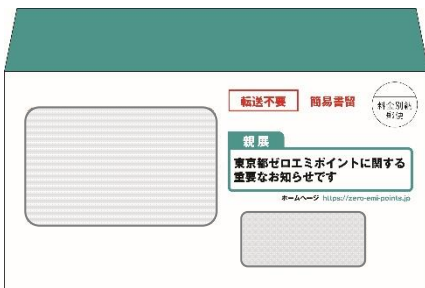 転送不要
簡易書留
料金別納
郵便
親展
東京都ゼロエミポイントに関する
重要なお知らせです
ホームページ https://zero-emi-points.jp